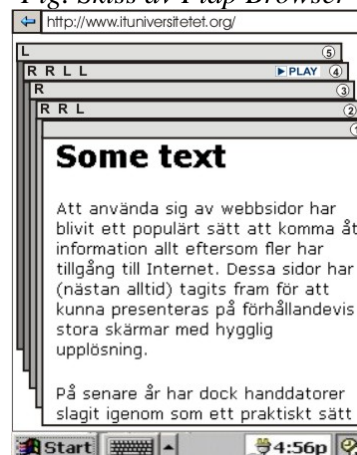 Fig. Skiss av Flap Browser
http://www.ituniversitetet.org/
L 5
R R L L PLAY 4
R 3
R R L 2
1
Some text
Att använda sig av webbsidor har
blivit ett populärt sätt att komma åt
information allt eftersom fler har
tillgång till Internet. Dessa sidor har
(nästan alltid) tagits fram för att
kunna presenteras på förhållandevis
stora skärmar med hygglig
upplösning.
På senare år har dock handdatorer
slagit igenom som ett praktiskt sätt
Start 4:56p